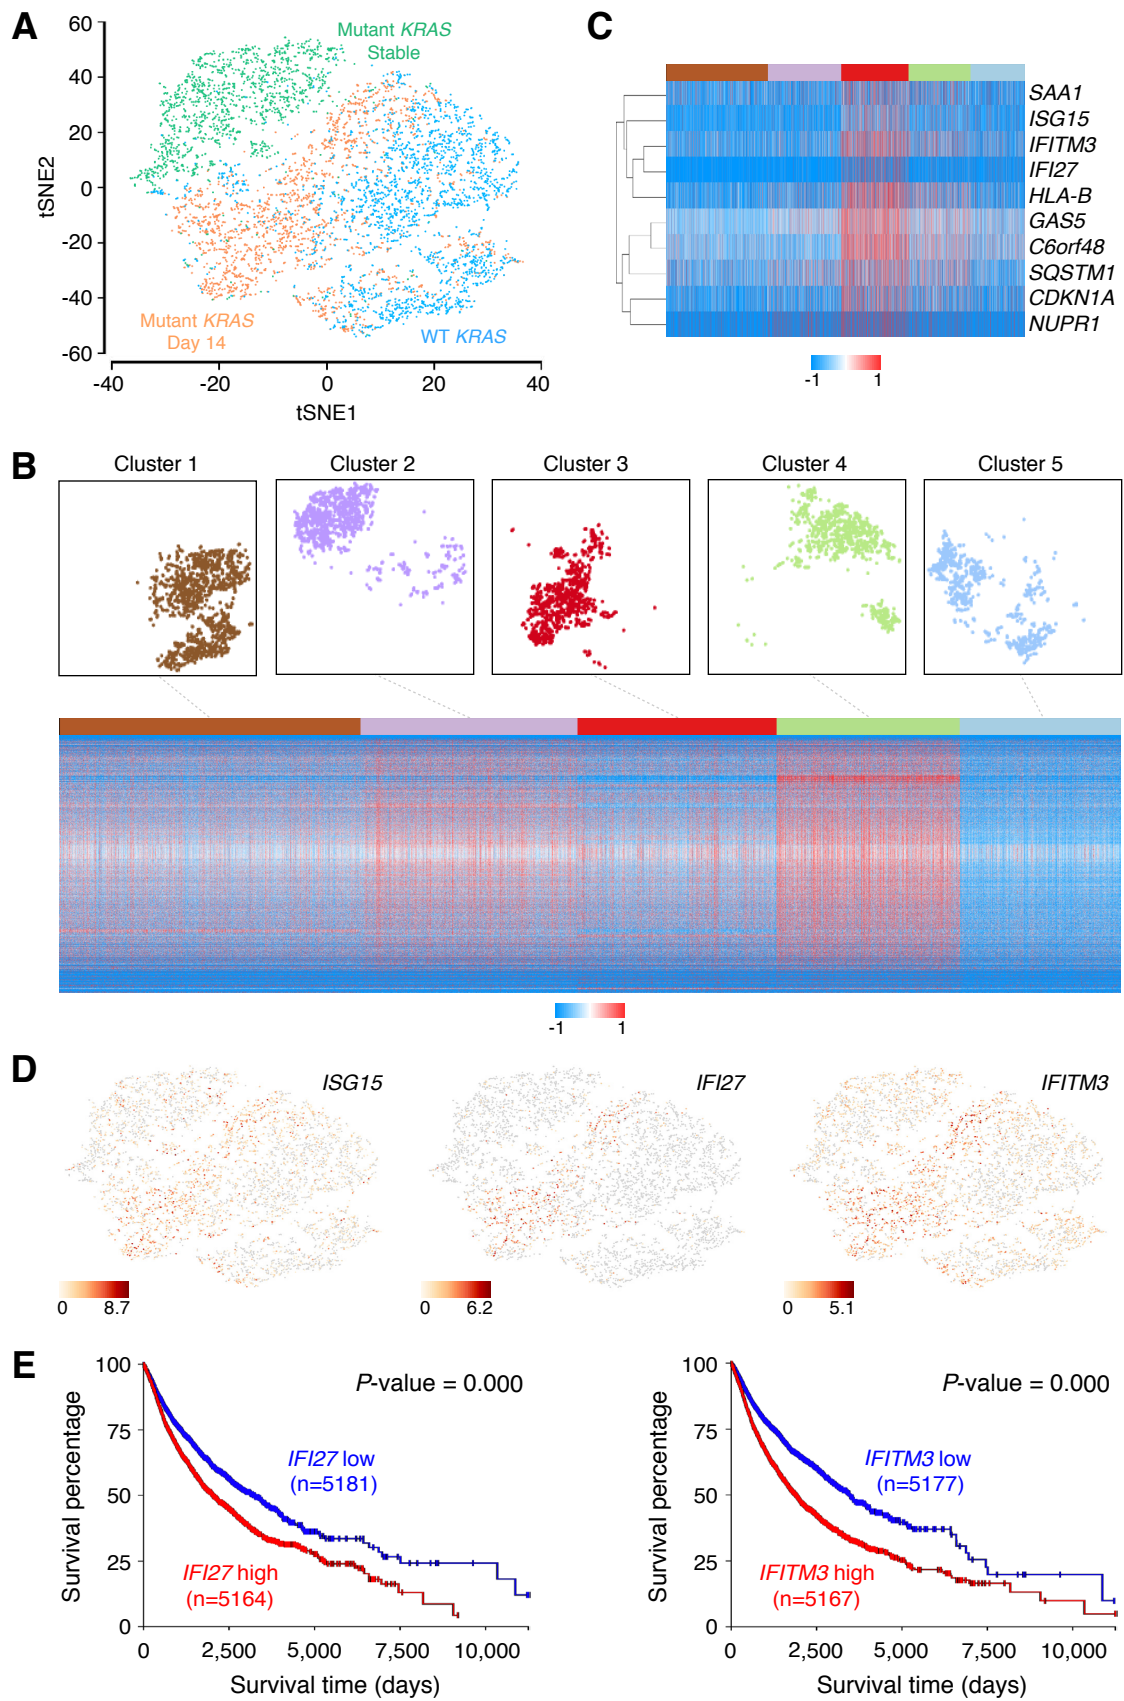 A
60
40
20
0
-20
-40
-60
tSNE2
Mutant KRAS
Stable
Mutant KRAS
Day 14
WT KRAS
-40
-20
0
20
40
tSNE1
C
SAA1
ISG15
IFITM3
IFI27
HLA-B
GAS5
C6orf48
SQSTM1
CDKN1A
NUPR1
-1
1
B
Cluster 1
Cluster 2
Cluster 3
Cluster 4
Cluster 5
-1
1
D
ISG15
IFI27
IFITM3
0
8.7
0
6.2
0
5.1
E
Survival percentage
100
75
50
25
0
P-value = 0.000
IFI27 low
(n=5181)
IFI27 high
(n=5164)
0
2,500
5,000
7,500
10,000
Survival time (days)
Survival percentage
100
75
50
25
0
P-value = 0.000
IFITM3 low
(n=5177)
IFITM3 high
(n=5167)
0
2,500
5,000
7,500
10,000
Survival time (days)